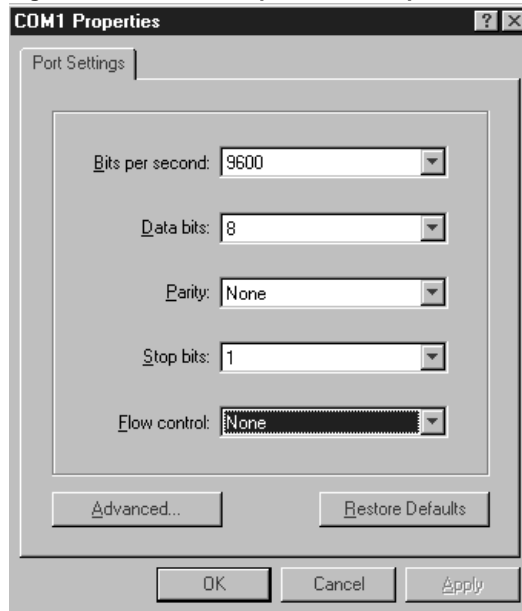 COM1 Properties
Port Settings
Bits per second: 9600
Data bits: 8
Parity: None
Stop bits: 1
Flow control: None
Advanced...
Restore Defaults
OK
Cancel
Apply